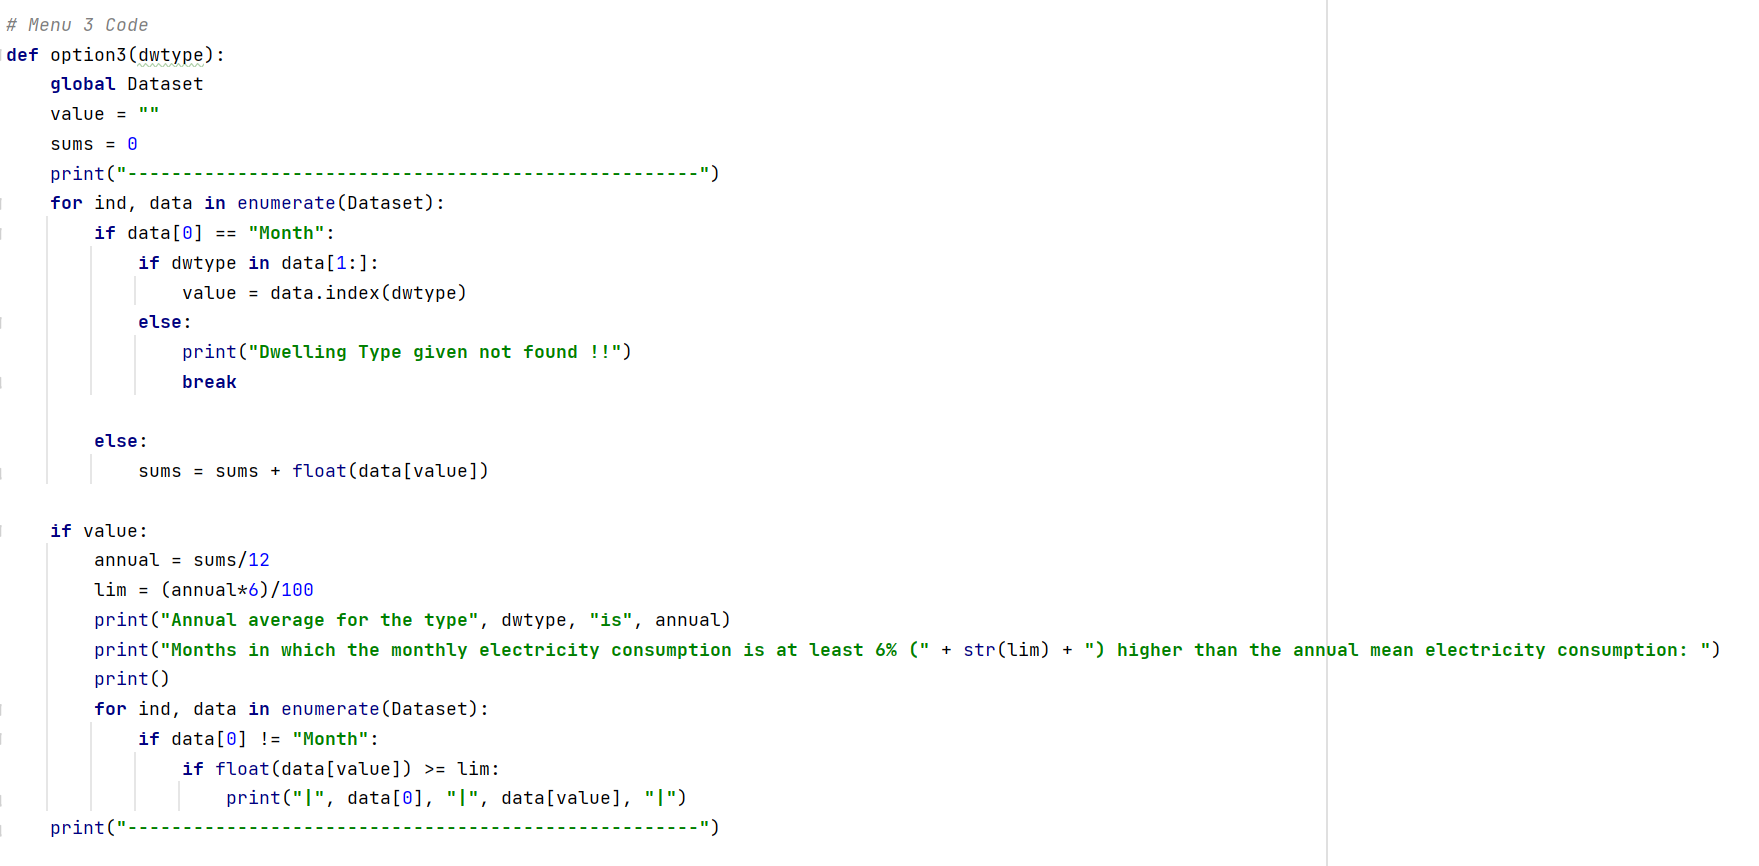 # Menu 3 Code
def option3(dwtype):
    global Dataset
    value = ""
    sums = 0
    print("----------------------------------------------------")
    for ind, data in enumerate(Dataset):
        if data[0] == "Month":
            if dwtype in data[1:]:
                value = data.index(dwtype)
            else:
                print("Dwelling Type given not found !!")
                break

        else:
            sums = sums + float(data[value])

    if value:
        annual = sums/12
        lim = (annual*6)/100
        print("Annual average for the type", dwtype, "is", annual)
        print("Months in which the monthly electricity consumption is at least 6% (" + str(lim) + ") higher than the annual mean electricity consumption: ")
        print()
        for ind, data in enumerate(Dataset):
            if data[0] != "Month":
                if float(data[value]) >= lim:
                    print("|", data[0], "|", data[value], "|")
    print("----------------------------------------------------")